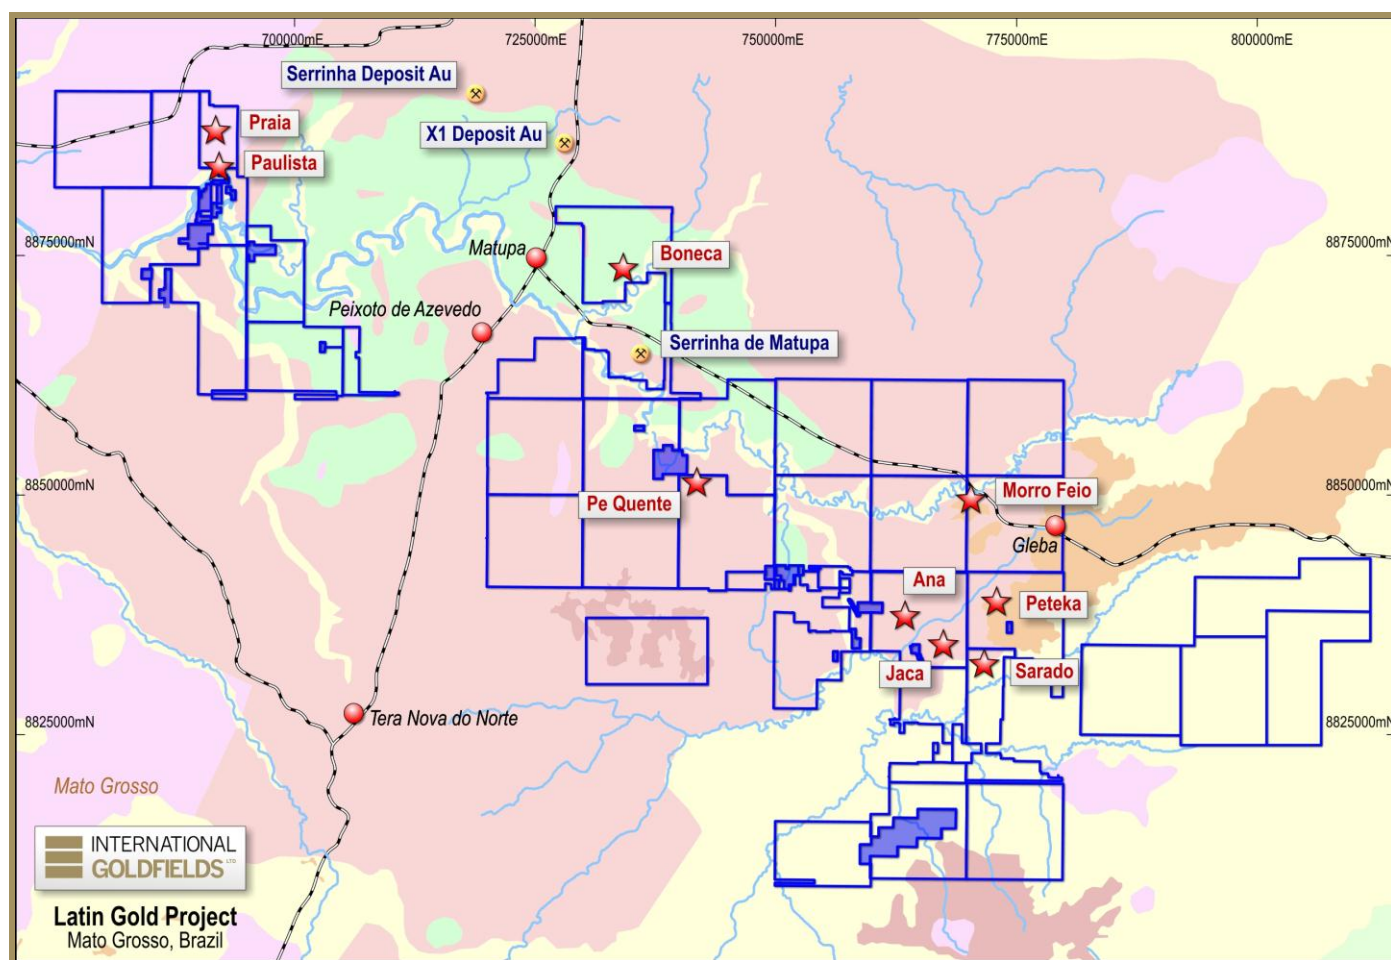 700000mE
725000mE
750000mE
775000mE
800000mE
Serrinha Deposit Au
Praia
X1 Deposit Au
Paulista
8875000mN
Matupa
Boneca
8875000mN
Peixoto de Azevedo
Serrinha de Matupa
8850000mN
Pe Quente
Morro Feio
8850000mN
Gleba
Ana
Peteka
Jaca
Sarado
8825000mN
Tera Nova do Norte
8825000mN
Mato Grosso
INTERNATIONAL
GOLDFIELDS LTD
Latin Gold Project
Mato Grosso, Brazil